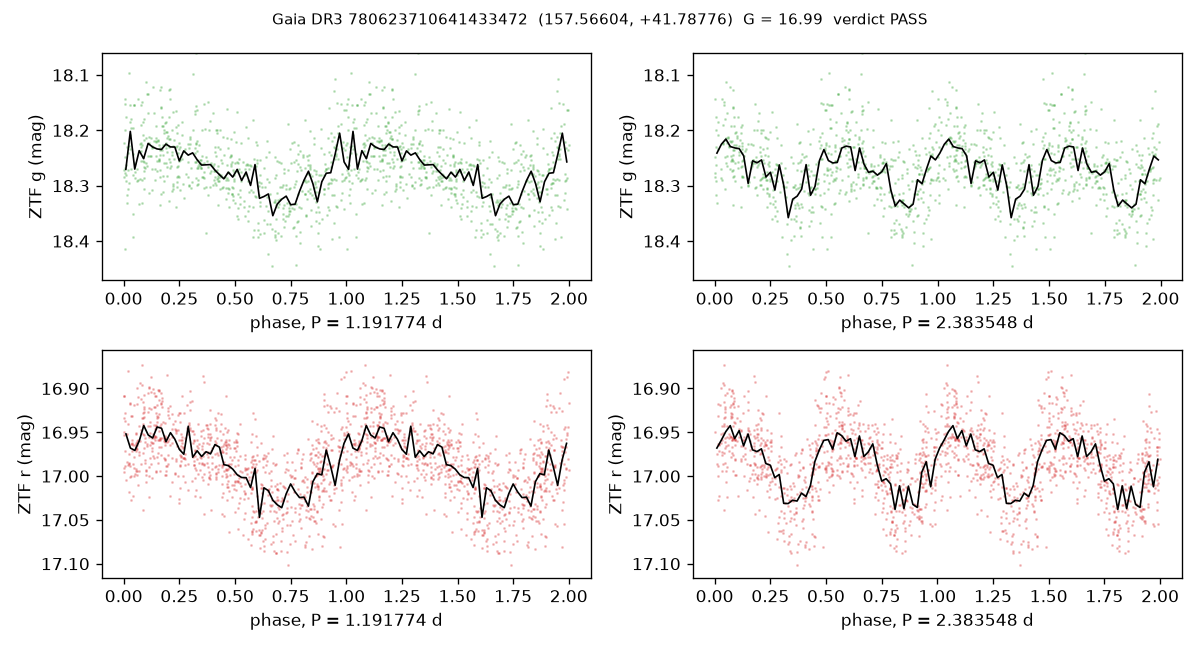 Gaia DR3 780623710641433472  (157.56604, +41.78776)  G = 16.99  verdict PASS
ZTF g (mag)
18.1
18.2
18.3
18.4
0.00 0.25 0.50 0.75 1.00 1.25 1.50 1.75 2.00
phase, P = 1.191774 d
ZTF g (mag)
18.1
18.2
18.3
18.4
0.00 0.25 0.50 0.75 1.00 1.25 1.50 1.75 2.00
phase, P = 2.383548 d
ZTF r (mag)
16.90
16.95
17.00
17.05
17.10
0.00 0.25 0.50 0.75 1.00 1.25 1.50 1.75 2.00
phase, P = 1.191774 d
ZTF r (mag)
16.90
16.95
17.00
17.05
17.10
0.00 0.25 0.50 0.75 1.00 1.25 1.50 1.75 2.00
phase, P = 2.383548 d